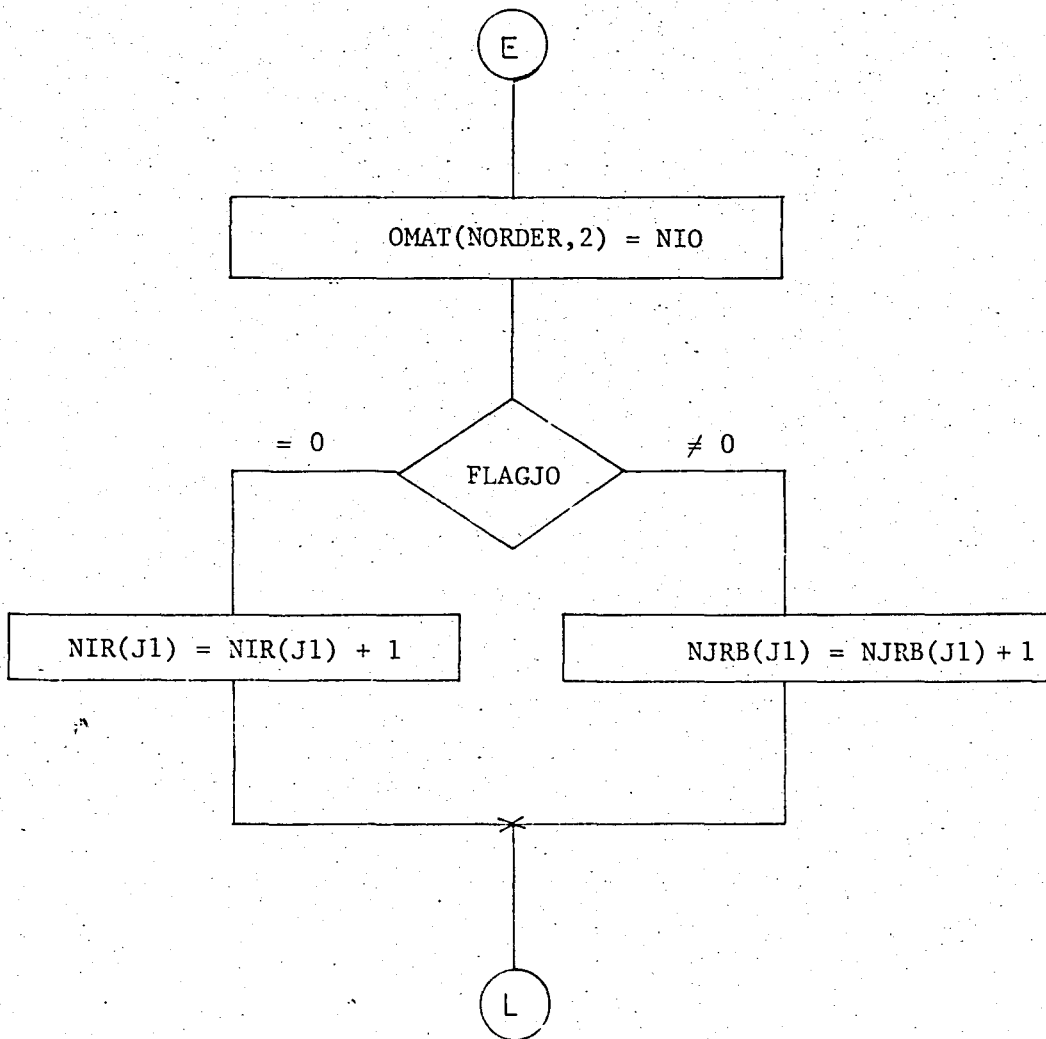 E
OMAT(NORDER,2) = NIO
= 0
≠ 0
FLAGJO
NIR(J1) = NIR(J1) + 1
NJRB(J1) = NJRB(J1) + 1
L